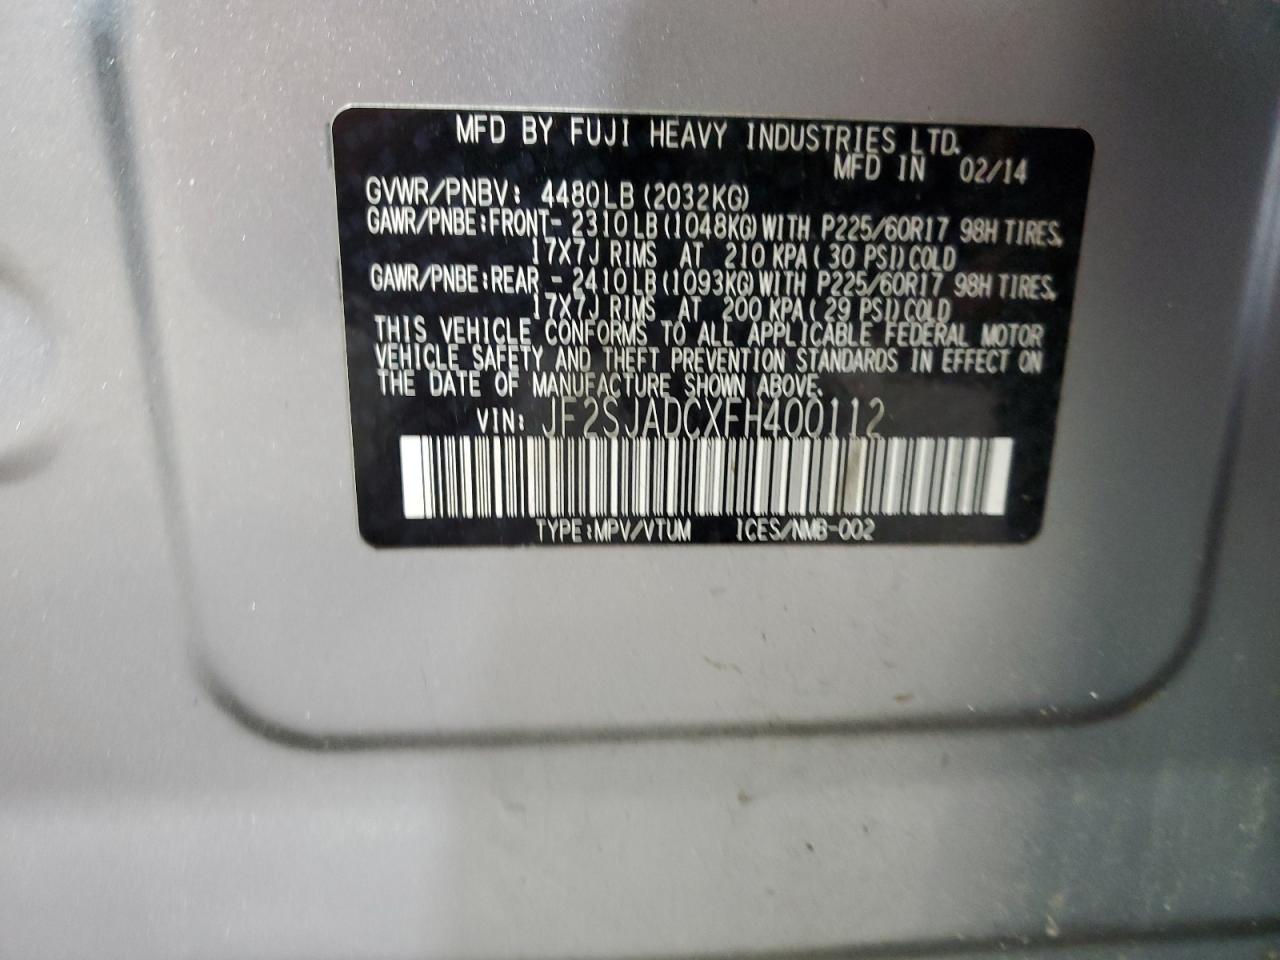 MFD BY FUJI HEAVY INDUSTRIES LTD.
MFD IN 02/14
GVWR/PNBV: 4480LB (2032KG)
GAWR/PNBE:FRONT- 2310LB (1048KG) WITH P225/60R17 98H TIRES,
17X7J RIMS AT 210 KPA ( 30 PSI) COLD
GAWR/PNBE:REAR - 2410LB (1093KG) WITH P225/60R17 98H TIRES,
17X7J RIMS AT 200 KPA ( 29 PSI) COLD
THIS VEHICLE CONFORMS TO ALL APPLICABLE FEDERAL MOTOR
VEHICLE SAFETY AND THEFT PREVENTION STANDARDS IN EFFECT ON
THE DATE OF MANUFACTURE SHOWN ABOVE.
VIN: JF2SJADCXFH400112
TYPE:MPV/VTUM ICES/NMB-002